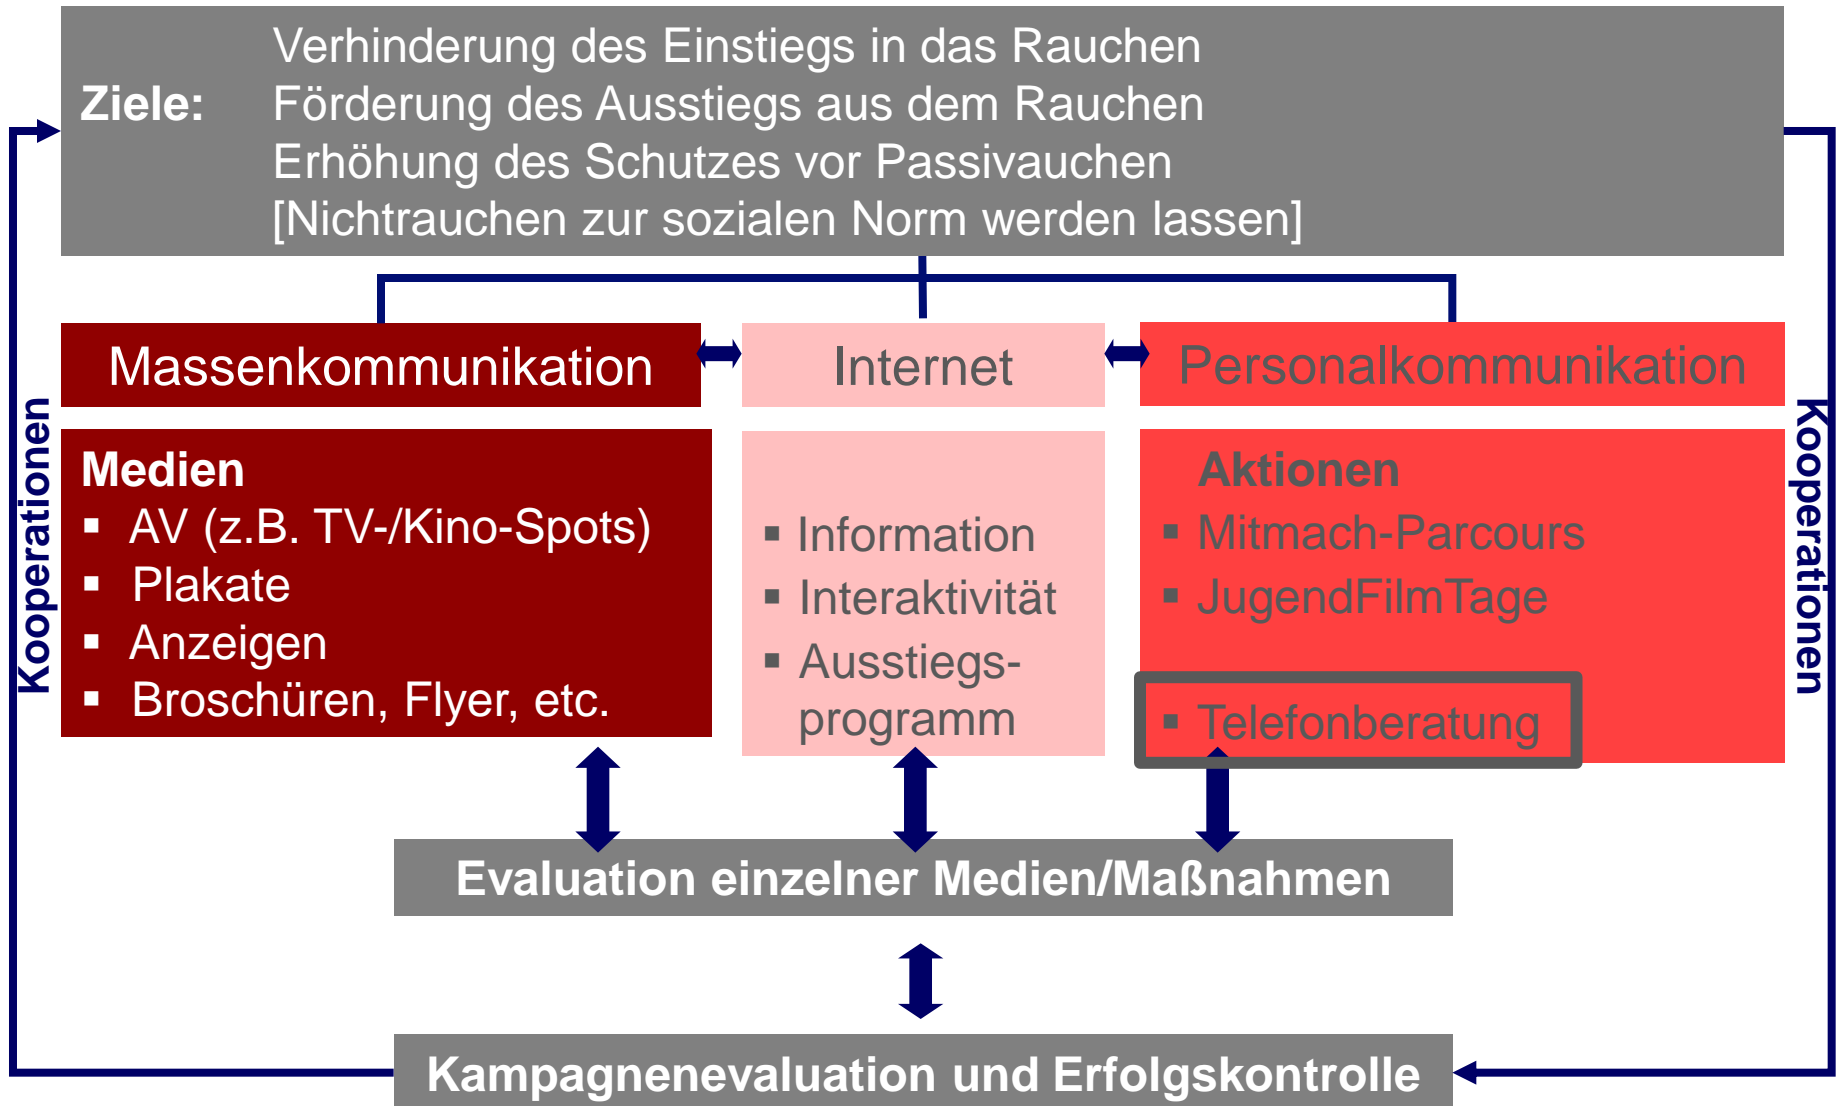 Verhinderung des Einstiegs in das Rauchen
Ziele: Förderung des Ausstiegs aus dem Rauchen
Erhöhung des Schutzes vor Passivauchen
[Nichtrauchen zur sozialen Norm werden lassen]
Kooperationen
Massenkommunikation
Medien
▪ AV (z.B. TV-/Kino-Spots)
▪ Plakate
▪ Anzeigen
▪ Broschüren, Flyer, etc.
Internet
▪ Information
▪ Interaktivität
▪ Ausstiegs-
programm
Personalkommunikation
Aktionen
▪ Mitmach-Parcours
▪ JugendFilmTage
▪ Telefonberatung
Kooperationen
Evaluation einzelner Medien/Maßnahmen
Kampagnenevaluation und Erfolgskontrolle